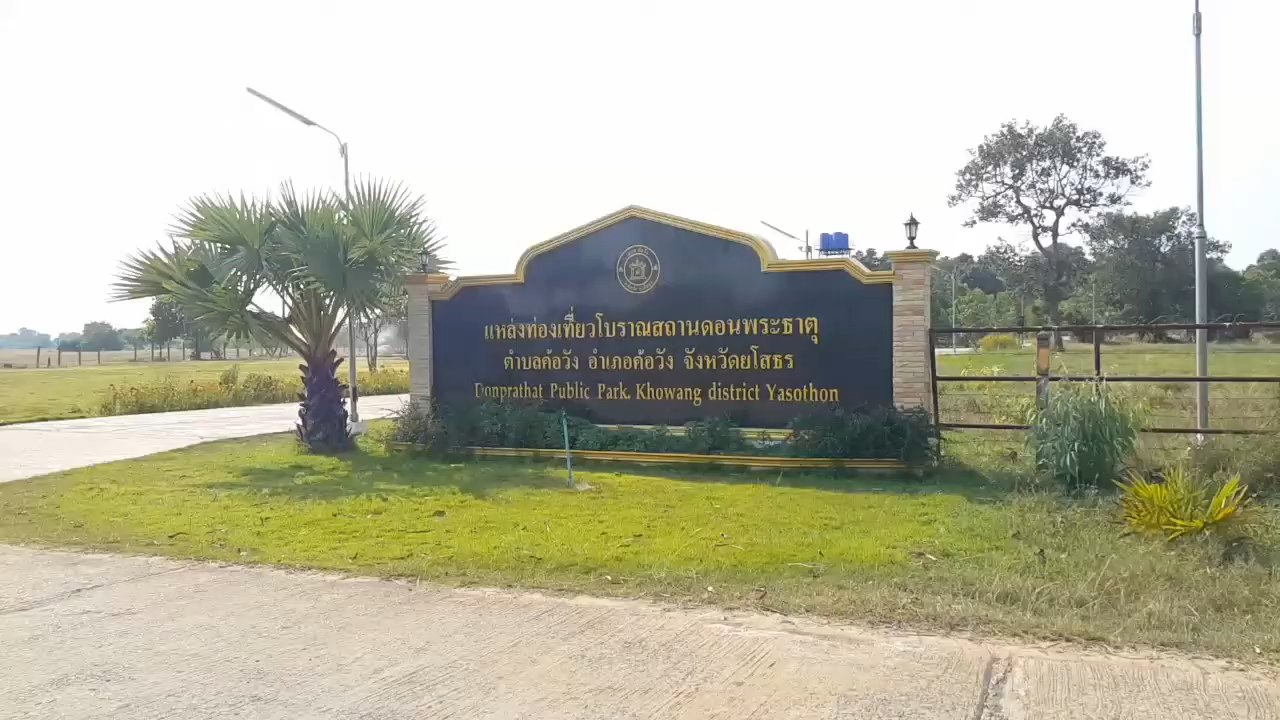 แหล่งท่องเที่ยวโบราณสถานดอนพระธาตุ
ตำบลค้อวัง อำเภอค้อวัง จังหวัดยโสธร
Donprathat Public Park. Khowang district Yasothon